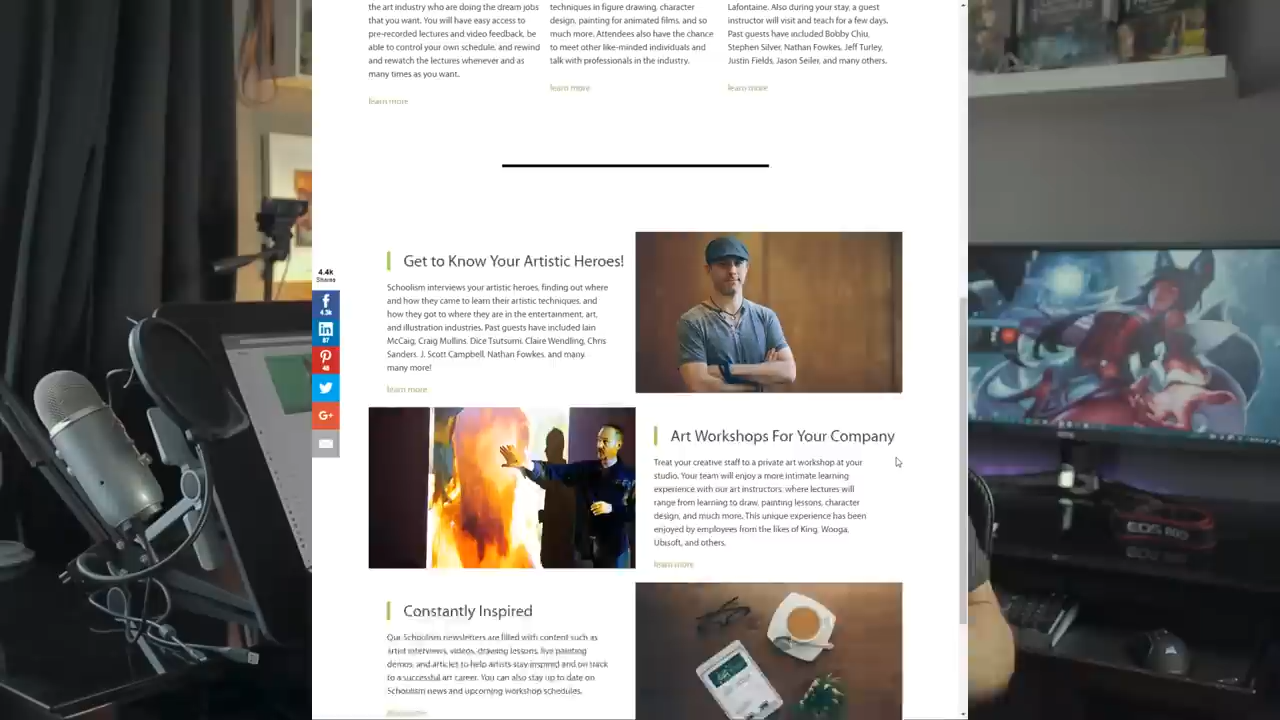 the art industry who are doing the dream jobs
that you want. You will have easy access to
pre-recorded lectures and video feedback, be
able to control your own schedule, and rewind
and rewatch the lectures whenever and as
many times as you want.
learn more
techniques in figure drawing, character
design, painting for animated films, and so
much more. Attendees also have the chance
to meet other like-minded individuals and
talk with professionals in the industry.
learn more
Lafontaine. Also during your stay, a guest
instructor will visit and teach for a few days.
Past guests have included Bobby Chiu,
Stephen Silver, Nathan Fowkes, Jeff Turley,
Justin Fields, Jason Seiler, and many others.
learn more
4.4k
Shares
4.3k
in
87
48
G+
Get to Know Your Artistic Heroes!
Schoolism interviews your artistic heroes, finding out where
and how they came to learn their artistic techniques, and
how they got to where they are in the entertainment, art,
and illustration industries. Past guests have included Iain
McCaig, Craig Mullins, Dice Tsutsumi, Claire Wendling, Chris
Sanders, J. Scott Campbell, Nathan Fowkes, and many,
many more!
learn more
Art Workshops For Your Company
Treat your creative staff to a private art workshop at your
studio. Your team will enjoy a more intimate learning
experience with our art instructors, where lectures will
range from learning to draw, painting lessons, character
design, and much more. This unique experience has been
enjoyed by employees from the likes of King, Wooga,
Ubisoft, and others.
learn more
Constantly Inspired
Our Schoolism newsletters are filled with content such as
artist interviews, videos, drawing lessons, live painting
demos, and articles to help artists stay inspired and on track
to a successful art career. You can also stay up to date on
Schoolism news and upcoming workshop schedules.